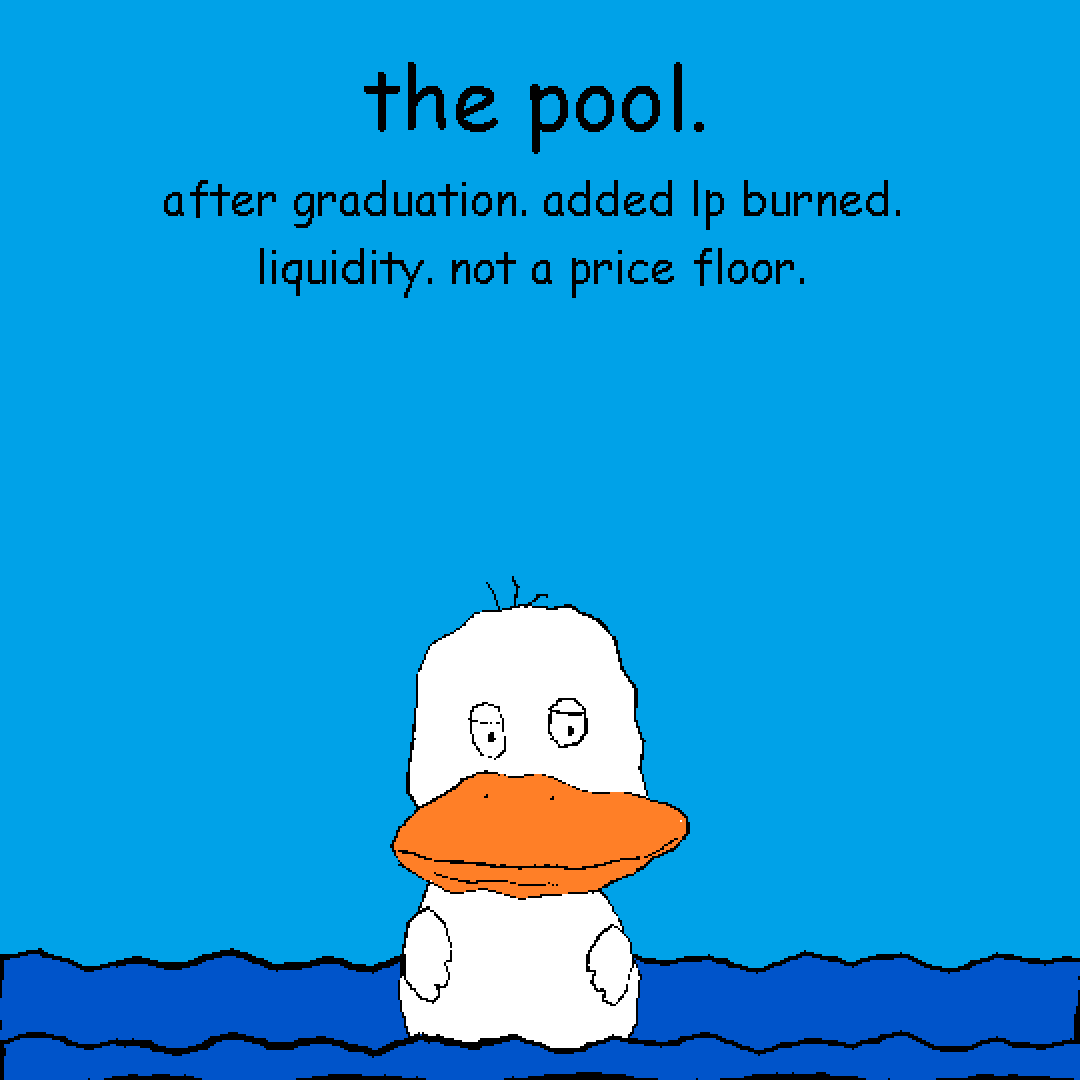 the pool.
after graduation. added lp burned.
liquidity. not a price floor.